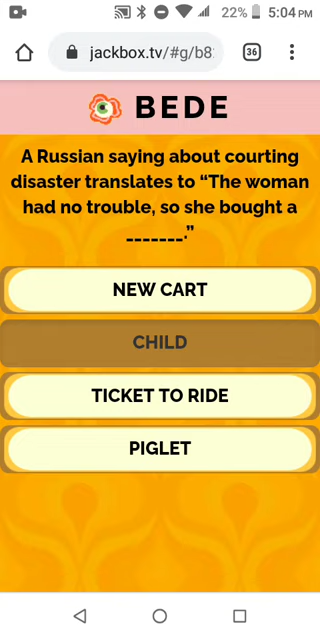 22% 5:04 PM
jackbox.tv/#g/b8
36
BEDE
A Russian saying about courting
disaster translates to “The woman
had no trouble, so she bought a
_______.”
NEW CART
CHILD
TICKET TO RIDE
PIGLET